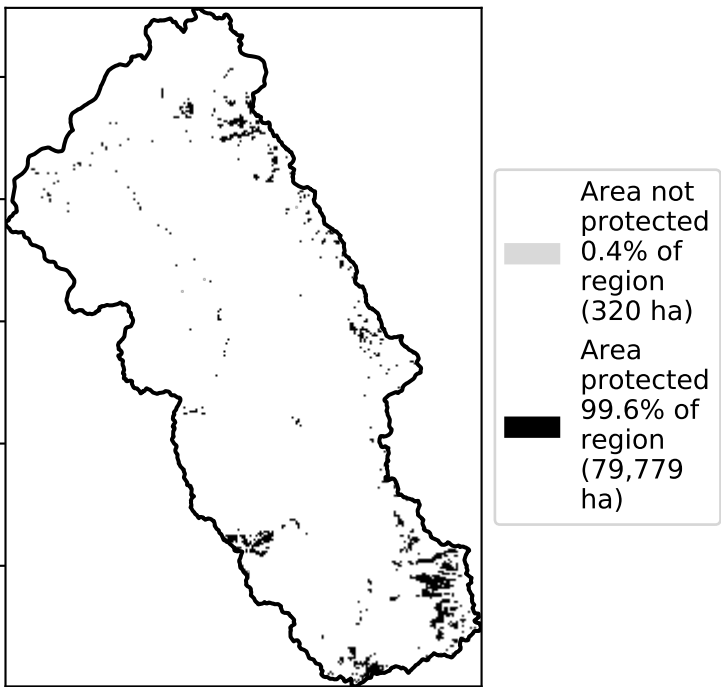 Area not
protected
0.4% of
region
(320 ha)
Area
protected
99.6% of
region
(79,779
ha)